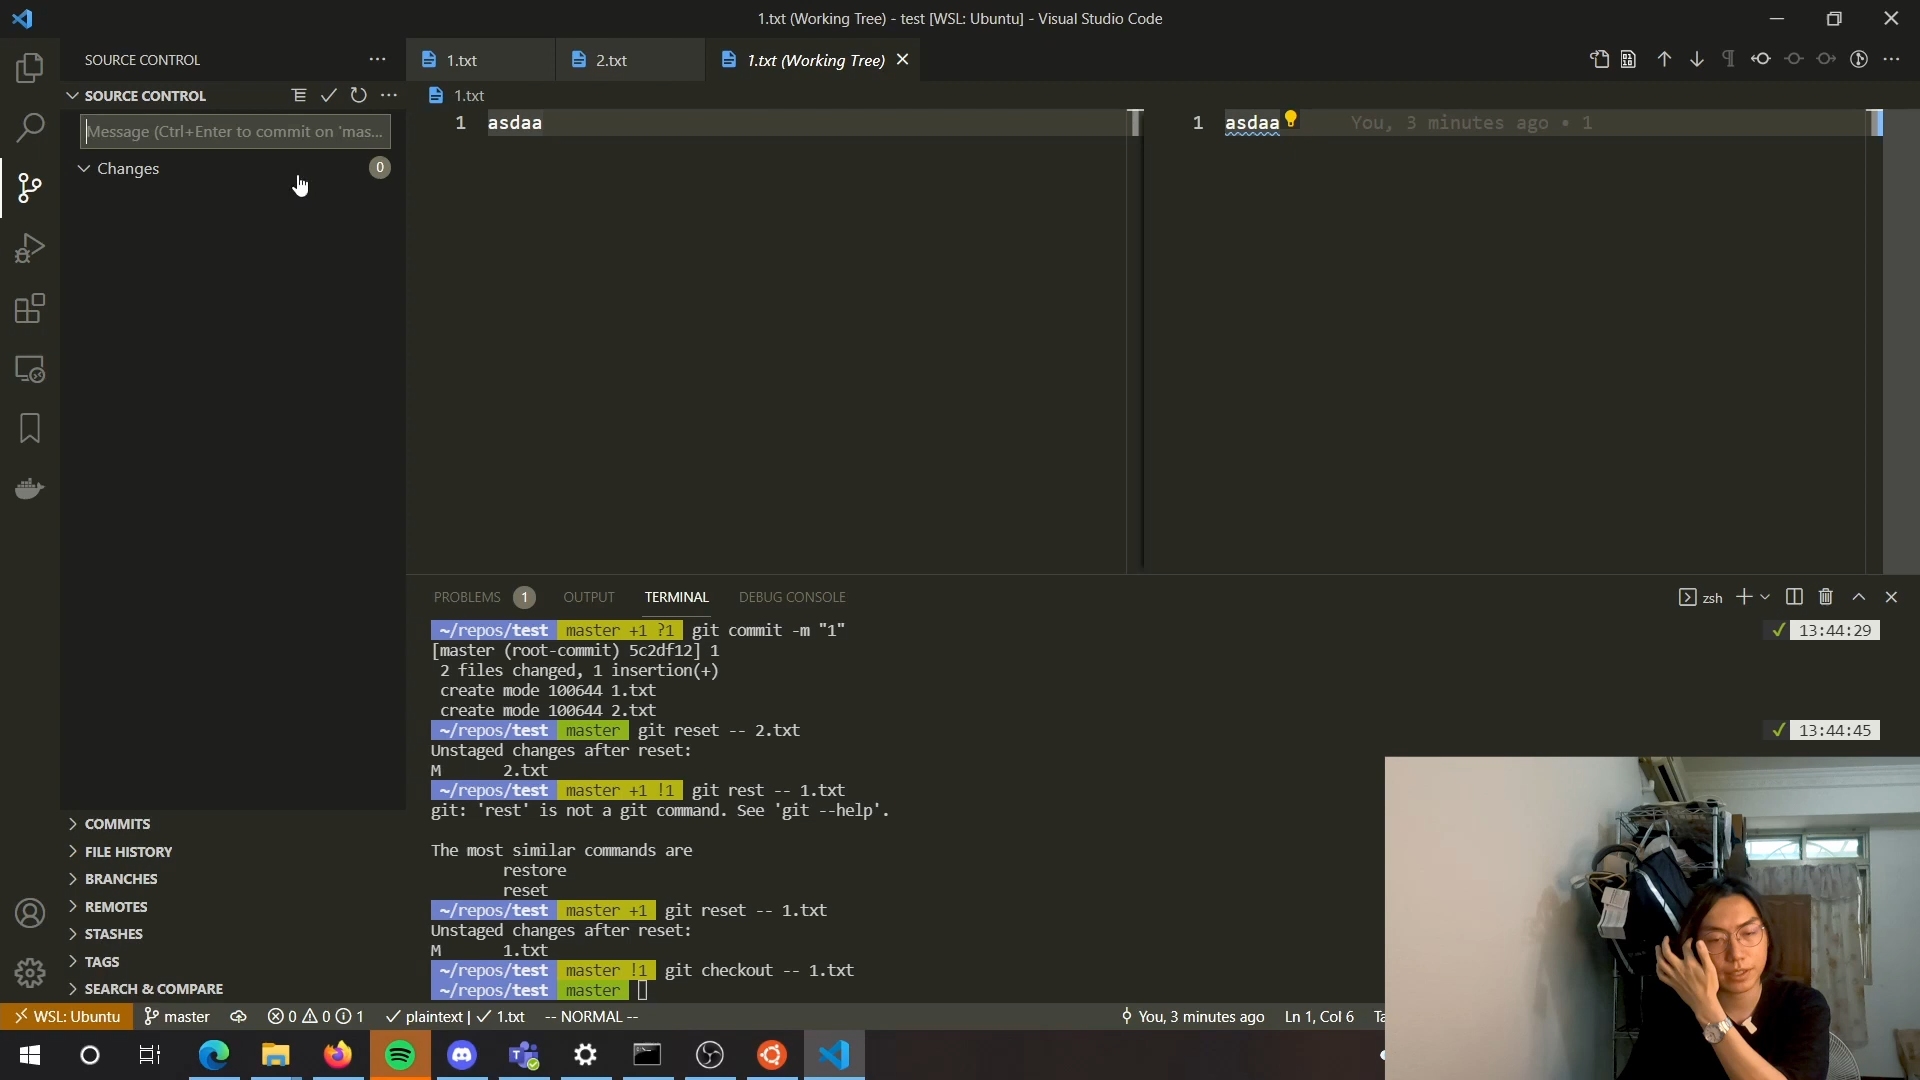 1.txt (Working Tree) - test [WSL: Ubuntu] - Visual Studio Code
SOURCE CONTROL
1.txt
2.txt
1.txt (Working Tree)
SOURCE CONTROL
1.txt
Message (Ctrl+Enter to commit on 'mas...
1 asdaa
1 asdaa You, 3 minutes ago • 1
Changes 0
PROBLEMS 1 OUTPUT TERMINAL DEBUG CONSOLE
zsh
~/repos/test master +1 ?1 git commit -m "1" ✓ 13:44:29
[master (root-commit) 5c2df12] 1
2 files changed, 1 insertion(+)
create mode 100644 1.txt
create mode 100644 2.txt
~/repos/test master git reset -- 2.txt ✓ 13:44:45
Unstaged changes after reset:
M 2.txt
~/repos/test master +1 !1 git rest -- 1.txt
git: 'rest' is not a git command. See 'git --help'.
The most similar commands are
restore
reset
~/repos/test master +1 git reset -- 1.txt
Unstaged changes after reset:
M 1.txt
~/repos/test master !1 git checkout -- 1.txt
~/repos/test master
COMMITS
FILE HISTORY
BRANCHES
REMOTES
STASHES
TAGS
SEARCH & COMPARE
WSL: Ubuntu master 0 0 1 ✓ plaintext | ✓ 1.txt -- NORMAL -- You, 3 minutes ago Ln 1, Col 6 Ta